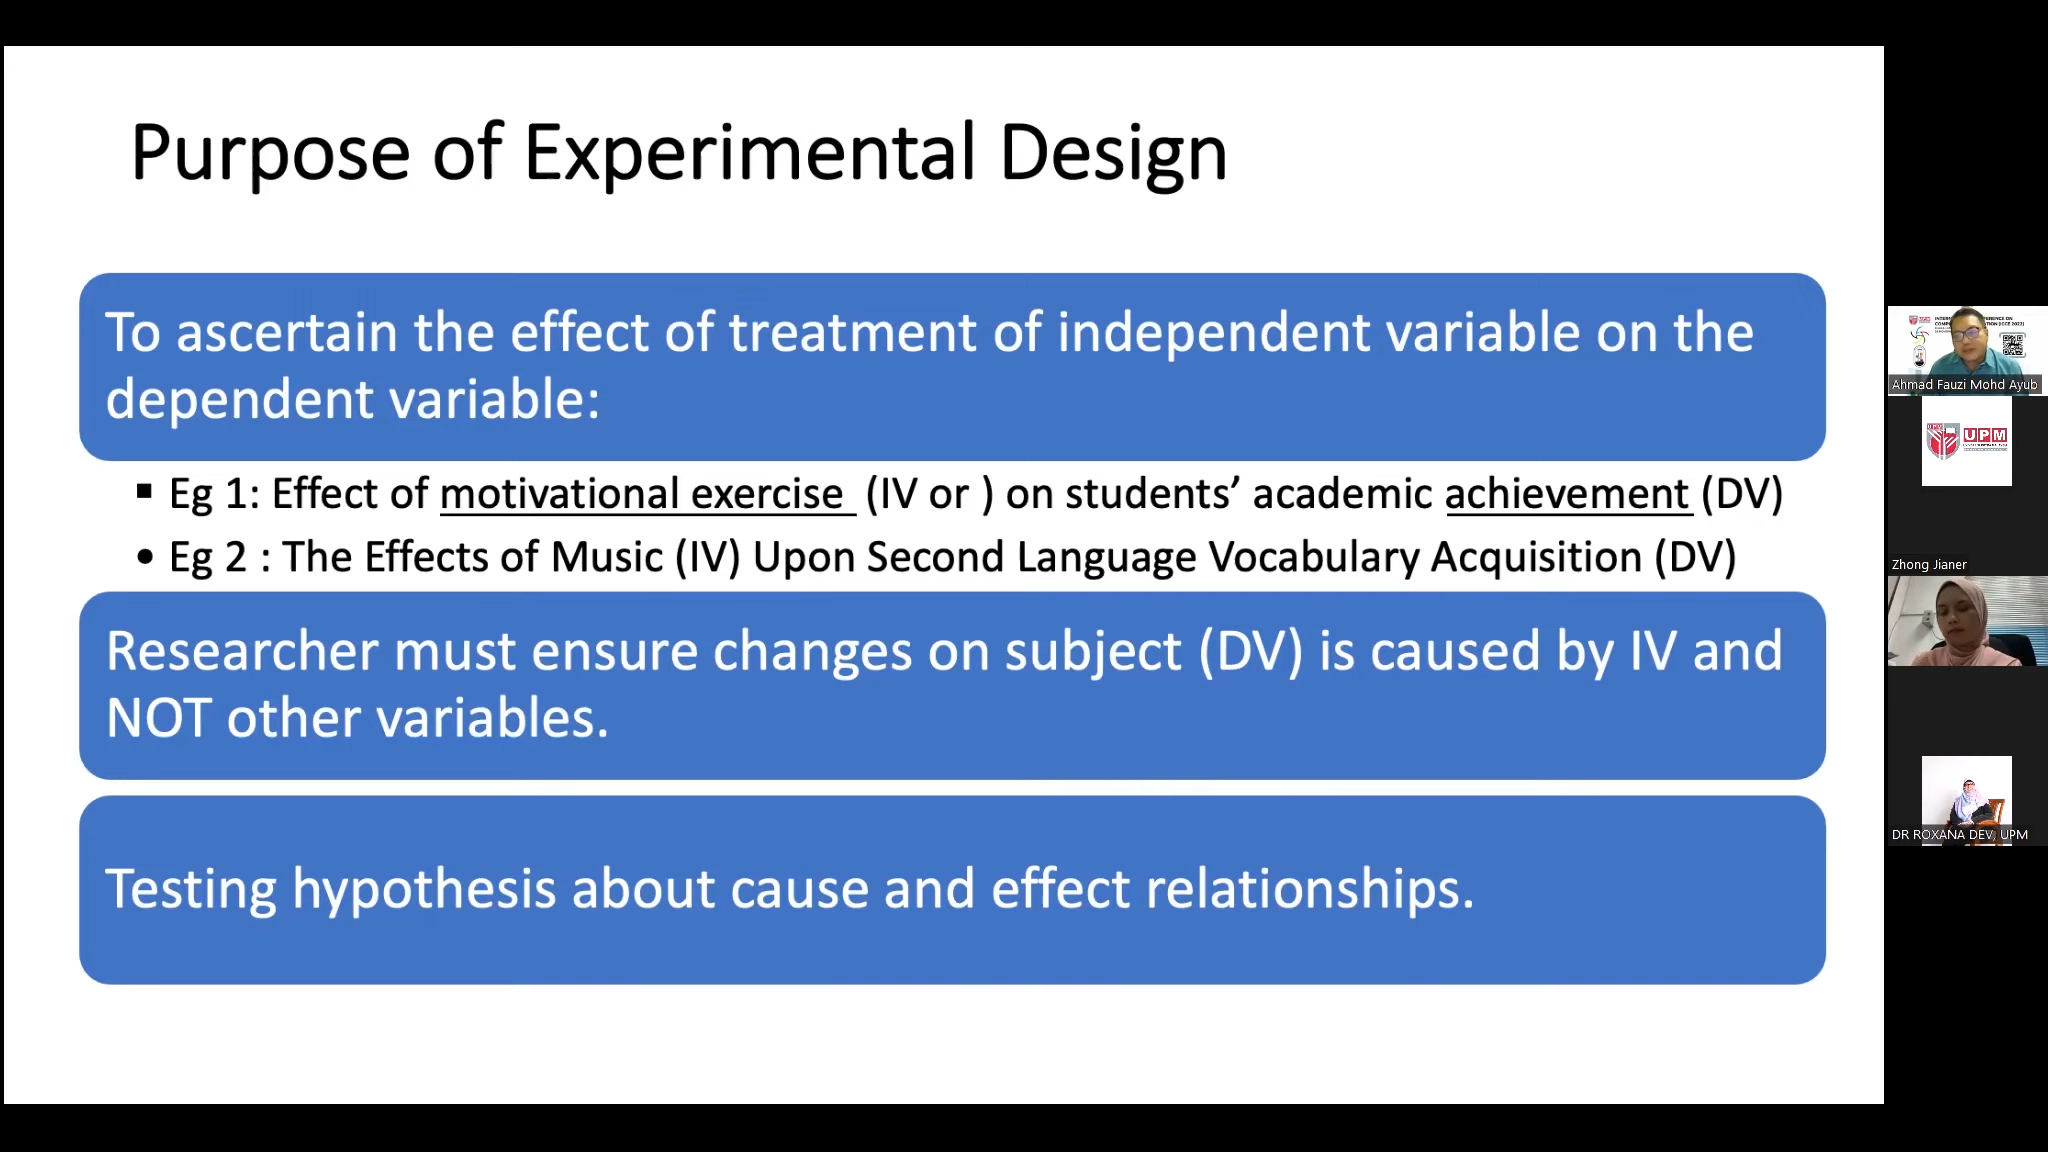 Purpose of Experimental Design
To ascertain the effect of treatment of independent variable on the
dependent variable:
▪ Eg 1: Effect of motivational exercise (IV or ) on students’ academic achievement (DV)
• Eg 2 : The Effects of Music (IV) Upon Second Language Vocabulary Acquisition (DV)
Researcher must ensure changes on subject (DV) is caused by IV and
NOT other variables.
Testing hypothesis about cause and effect relationships.
Ahmad Fauzi Mohd Ayub
UPM
Zhong Jianer
DR ROXANA DEV, UPM